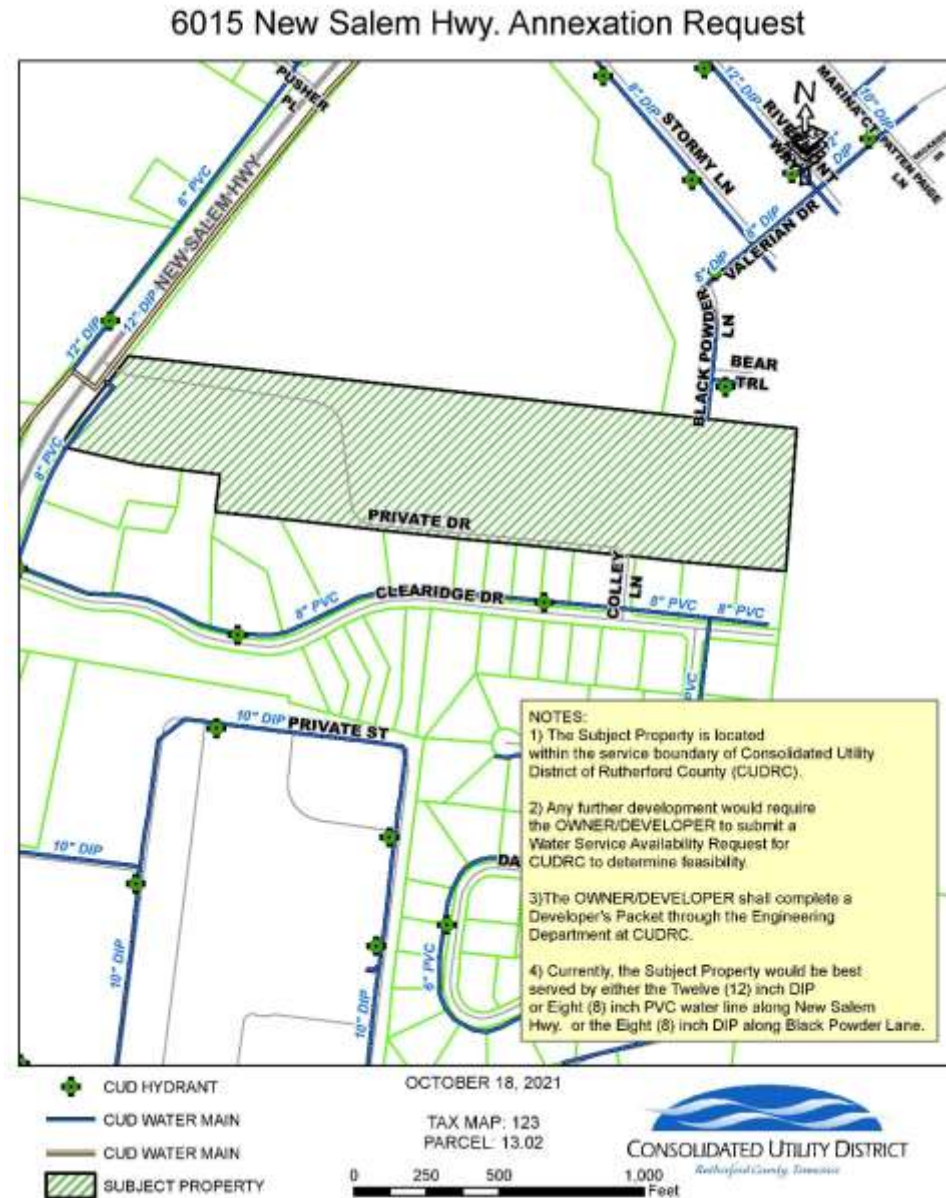 6015 New Salem Hwy. Annexation Request
PUSHER
PL
6" PVC
NEW SALEM HWY
12" DIP
12" DIP
8" PVC
8" DIP
STORMY LN
12" DIP
N
MARINA CT
10" DIP
PATTEN PAIGE
LN
DIP
8" DIP
VALERIAN DR
8" DIP
BLACK POWDER
LN
BEAR
TRL
PRIVATE DR
COLLEY
LN
CLEARIDGE DR
8" PVC
8" PVC
8" PVC
PVC
10" DIP
PRIVATE ST
10" DIP
10" DIP
10" DIP
6" PVC
DA
NOTES:
1) The Subject Property is located
within the service boundary of Consolidated Utility
District of Rutherford County (CUDRC).
2) Any further development would require
the OWNER/DEVELOPER to submit a
Water Service Availability Request for
CUDRC to determine feasibility.
3)The OWNER/DEVELOPER shall complete a
Developer's Packet through the Engineering
Department at CUDRC.
4) Currently, the Subject Property would be best
served by either the Twelve (12) inch DIP
or Eight (8) inch PVC water line along New Salem
Hwy. or the Eight (8) inch DIP along Black Powder Lane.
CUD HYDRANT
CUD WATER MAIN
CUD WATER MAIN
SUBJECT PROPERTY
OCTOBER 18, 2021
TAX MAP: 123
PARCEL: 13.02
0 250 500 1,000
Feet
CONSOLIDATED UTILITY DISTRICT
Rutherford County, Tennessee